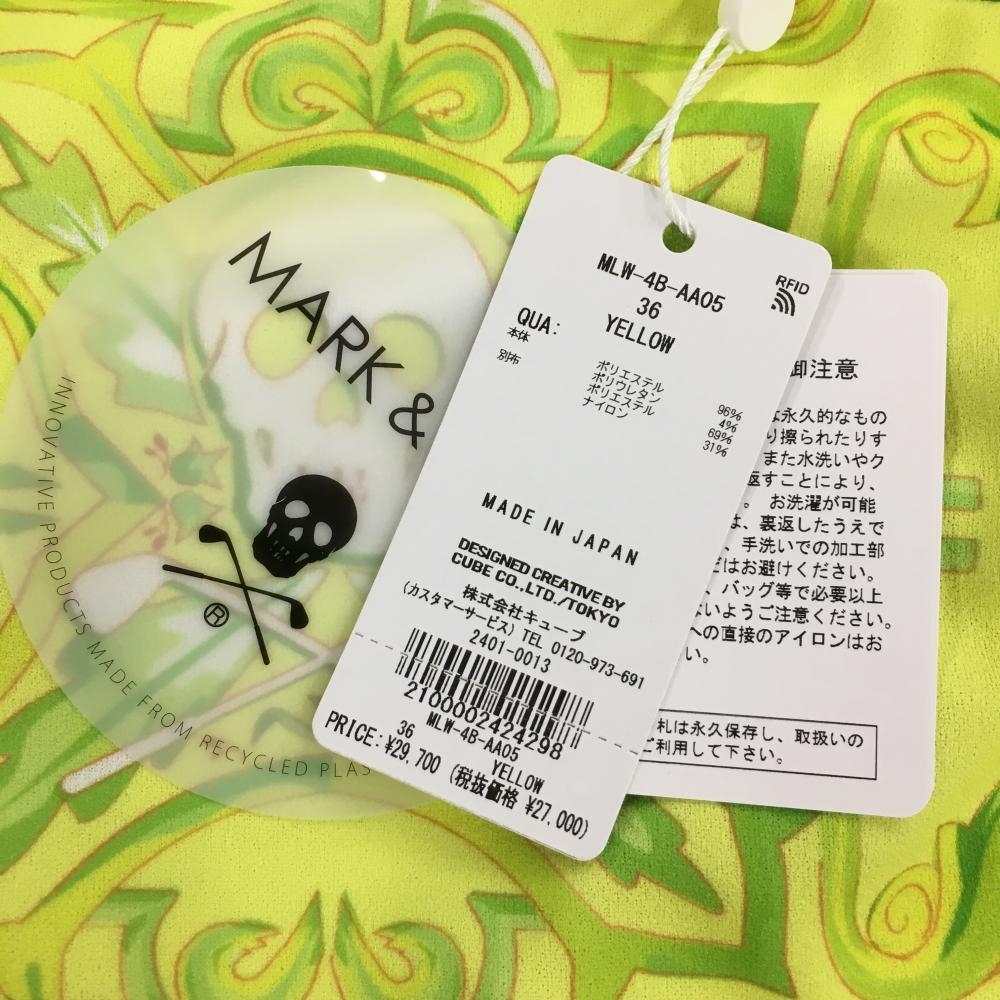 MARK &
®
INNOVATIVE PRODUCTS MADE FROM RECYCLED
MLW-4B-AA05
36
YELLOW
RFID
QUA:
本体
ポリエステル 96%
ポリウレタン 4%
別布
ポリエステル 69%
ナイロン 31%
MADE IN JAPAN
DESIGNED CREATIVE BY
CUBE CO.,LTD./TOKYO
株式会社キューブ
(カスタマーサービス) TEL 0120-973-691
2401-0013
2100002424298
36 MLW-4B-AA05
YELLOW
PRICE: ¥29,700 (税抜価格 ¥27,000)
御注意
は永久的なもの
り擦られたりす
また水洗いやク
返すことにより、
。お洗濯が可能
は、裏返したうえで
、手洗いでの加工部
はお避けください。
、バッグ等で必要以上
ないようご注意ください。
への直接のアイロンはお
い。
札は永久保存し、取扱いの
ご利用して下さい。